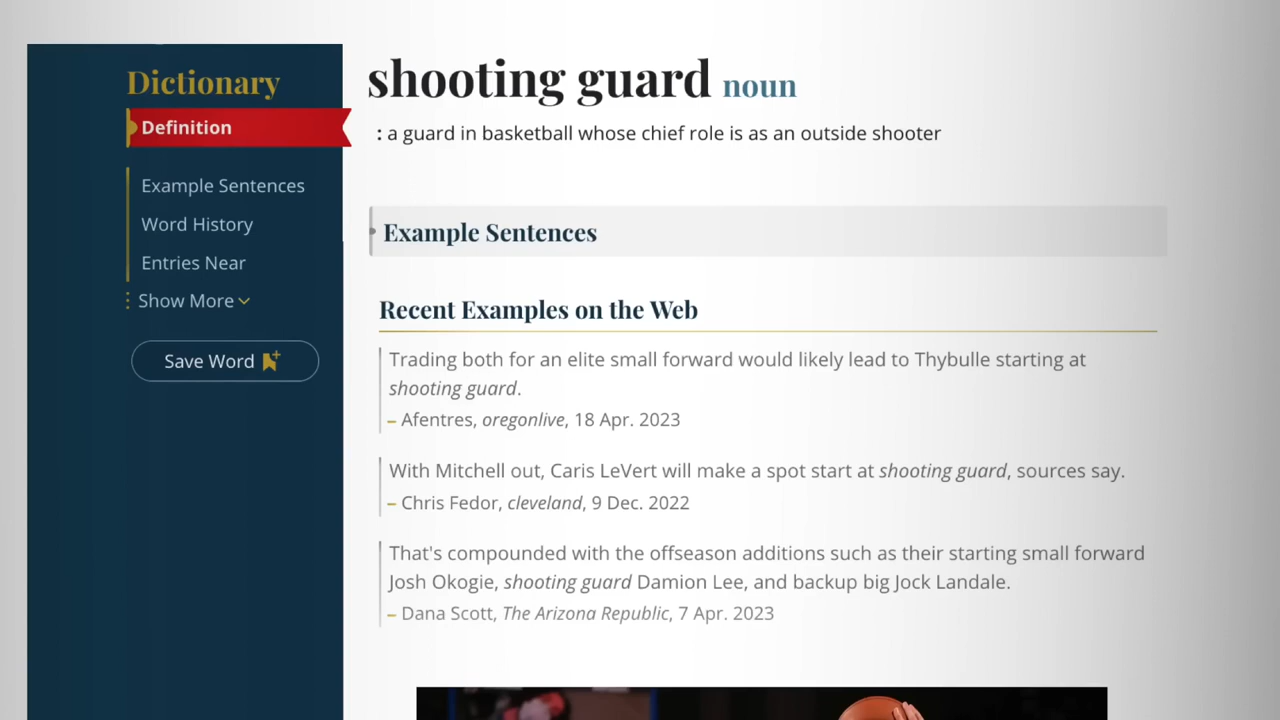 Dictionary
Definition
Example Sentences
Word History
Entries Near
Show More
Save Word
shooting guard noun
: a guard in basketball whose chief role is as an outside shooter
Example Sentences
Recent Examples on the Web
Trading both for an elite small forward would likely lead to Thybulle starting at
shooting guard.
– Afentres, oregonlive, 18 Apr. 2023
With Mitchell out, Caris LeVert will make a spot start at shooting guard, sources say.
– Chris Fedor, cleveland, 9 Dec. 2022
That's compounded with the offseason additions such as their starting small forward
Josh Okogie, shooting guard Damion Lee, and backup big Jock Landale.
– Dana Scott, The Arizona Republic, 7 Apr. 2023